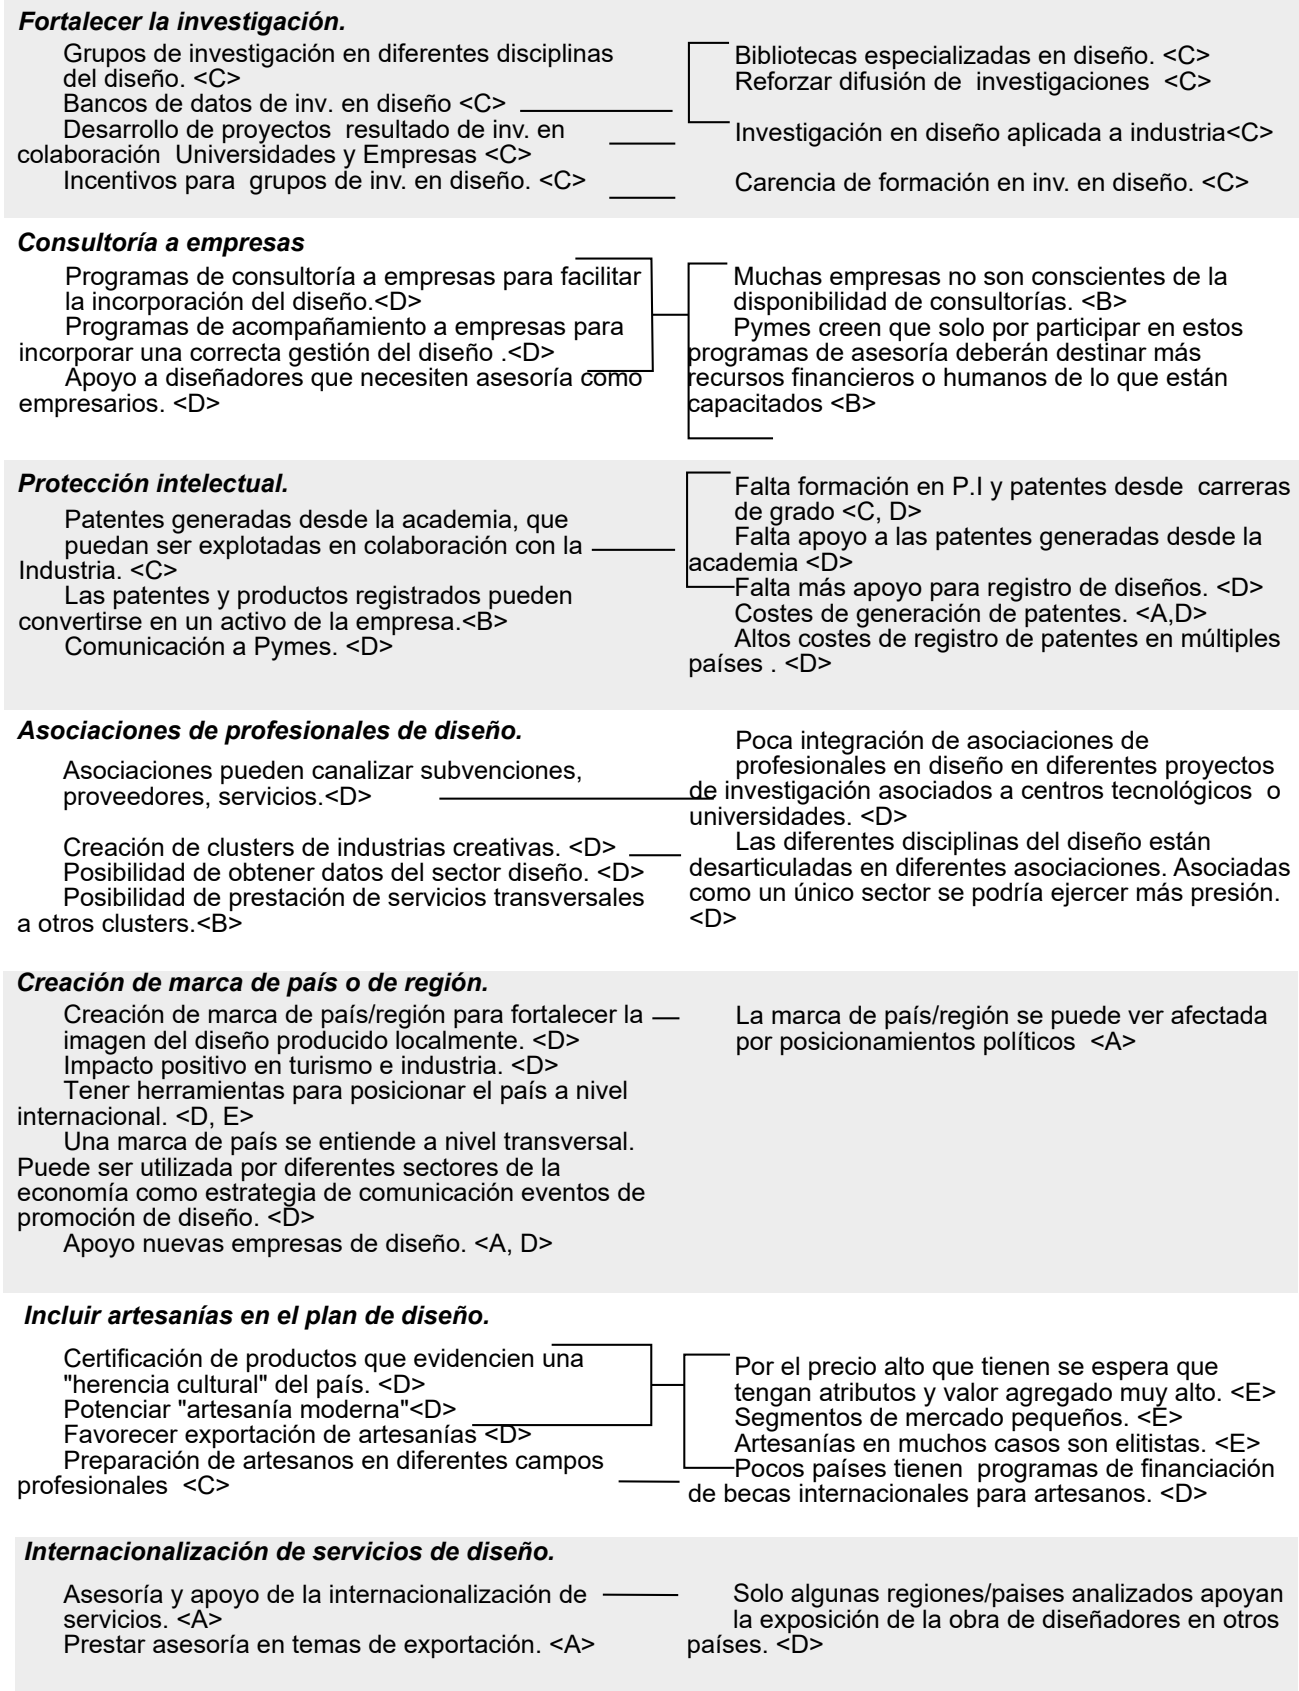 Fortalecer la investigación.
Grupos de investigación en diferentes disciplinas
del diseño. <C>
Bancos de datos de inv. en diseño <C>
Desarrollo de proyectos  resultado de inv. en
colaboración  Universidades y Empresas <C>
Incentivos para  grupos de inv. en diseño. <C>
Bibliotecas especializadas en diseño. <C>
Reforzar difusión de  investigaciones  <C>
Investigación en diseño aplicada a industria<C>
Carencia de formación en inv. en diseño. <C>
Consultoría a empresas
Programas de consultoría a empresas para facilitar
la incorporación del diseño.<D>
Programas de acompañamiento a empresas para
incorporar una correcta gestión del diseño .<D>
Apoyo a diseñadores que necesiten asesoría como
empresarios. <D>
Muchas empresas no son conscientes de la
disponibilidad de consultorías. <B>
Pymes creen que solo por participar en estos
programas de asesoría deberán destinar más
recursos financieros o humanos de lo que están
capacitados <B>
Protección intelectual.
Patentes generadas desde la academia, que
puedan ser explotadas en colaboración con la
Industria. <C>
Las patentes y productos registrados pueden
convertirse en un activo de la empresa.<B>
Comunicación a Pymes. <D>
Falta formación en P.I y patentes desde  carreras
de grado <C, D>
Falta apoyo a las patentes generadas desde la
academia <D>
Falta más apoyo para registro de diseños. <D>
Costes de generación de patentes. <A,D>
Altos costes de registro de patentes en múltiples
países . <D>
Asociaciones de profesionales de diseño.
Asociaciones pueden canalizar subvenciones,
proveedores, servicios.<D>
Creación de clusters de industrias creativas. <D>
Posibilidad de obtener datos del sector diseño. <D>
Posibilidad de prestación de servicios transversales
a otros clusters.<B>
Poca integración de asociaciones de
profesionales en diseño en diferentes proyectos
de investigación asociados a centros tecnológicos  o
universidades. <D>
Las diferentes disciplinas del diseño están
desarticuladas en diferentes asociaciones. Asociadas
como un único sector se podría ejercer más presión.
<D>
Creación de marca de país o de región.
Creación de marca de país/región para fortalecer la
imagen del diseño producido localmente. <D>
Impacto positivo en turismo e industria. <D>
Tener herramientas para posicionar el país a nivel
internacional. <D, E>
Una marca de país se entiende a nivel transversal.
Puede ser utilizada por diferentes sectores de la
economía como estrategia de comunicación eventos de
promoción de diseño. <D>
Apoyo nuevas empresas de diseño. <A, D>
La marca de país/región se puede ver afectada
por posicionamientos políticos  <A>
Incluir artesanías en el plan de diseño.
Certificación de productos que evidencien una
"herencia cultural" del país. <D>
Potenciar "artesanía moderna"<D>
Favorecer exportación de artesanías <D>
Preparación de artesanos en diferentes campos
profesionales  <C>
Por el precio alto que tienen se espera que
tengan atributos y valor agregado muy alto. <E>
Segmentos de mercado pequeños. <E>
Artesanías en muchos casos son elitistas. <E>
Pocos países tienen  programas de financiación
de becas internacionales para artesanos. <D>
Internacionalización de servicios de diseño.
Asesoría y apoyo de la internacionalización de
servicios. <A>
Prestar asesoría en temas de exportación. <A>
Solo algunas regiones/paises analizados apoyan
la exposición de la obra de diseñadores en otros
países. <D>